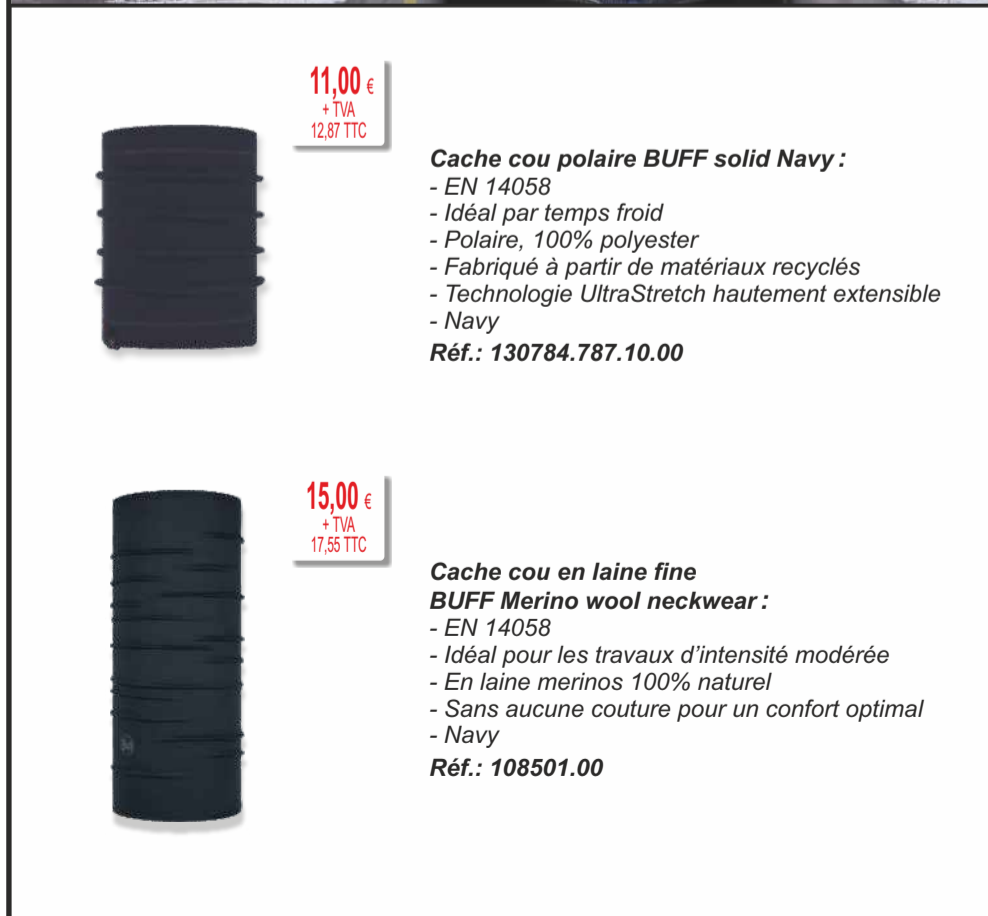 11,00 €
+ TVA
12,87 TTC
Cache cou polaire BUFF solid Navy :
- EN 14058
- Idéal par temps froid
- Polaire, 100% polyester
- Fabriqué à partir de matériaux recyclés
- Technologie UltraStretch hautement extensible
- Navy
Réf.: 130784.787.10.00
15,00 €
+ TVA
17,55 TTC
Cache cou en laine fine
BUFF Merino wool neckwear :
- EN 14058
- Idéal pour les travaux d’intensité modérée
- En laine merinos 100% naturel
- Sans aucune couture pour un confort optimal
- Navy
Réf.: 108501.00